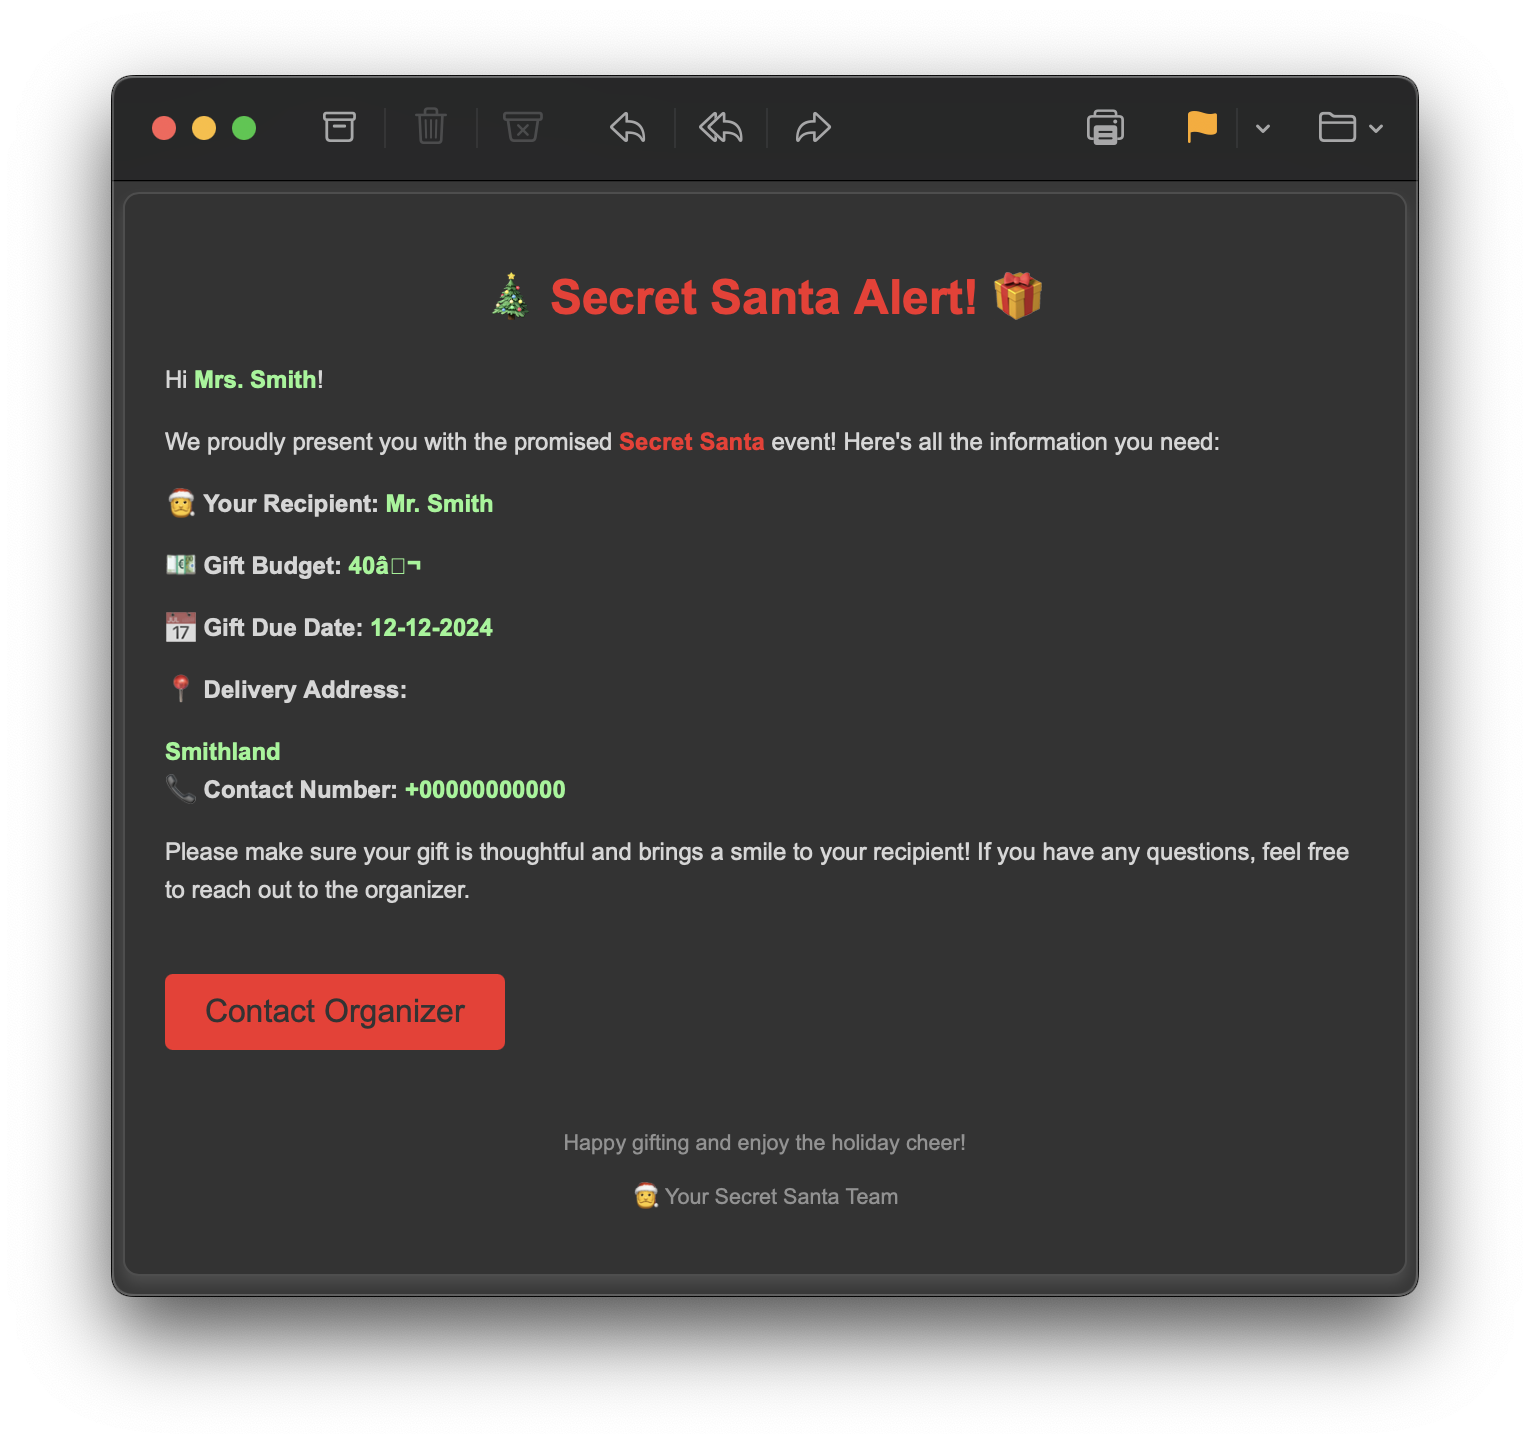 🎄 Secret Santa Alert! 🎁
Hi Mrs. Smith!
We proudly present you with the promised Secret Santa event! Here's all the information you need:
🧑‍🎄 Your Recipient: Mr. Smith
💶 Gift Budget: 40â□¬
📅 Gift Due Date: 12-12-2024
📍 Delivery Address:
Smithland
📞 Contact Number: +00000000000
Please make sure your gift is thoughtful and brings a smile to your recipient! If you have any questions, feel free
to reach out to the organizer.
Contact Organizer
Happy gifting and enjoy the holiday cheer!
🧑‍🎄 Your Secret Santa Team